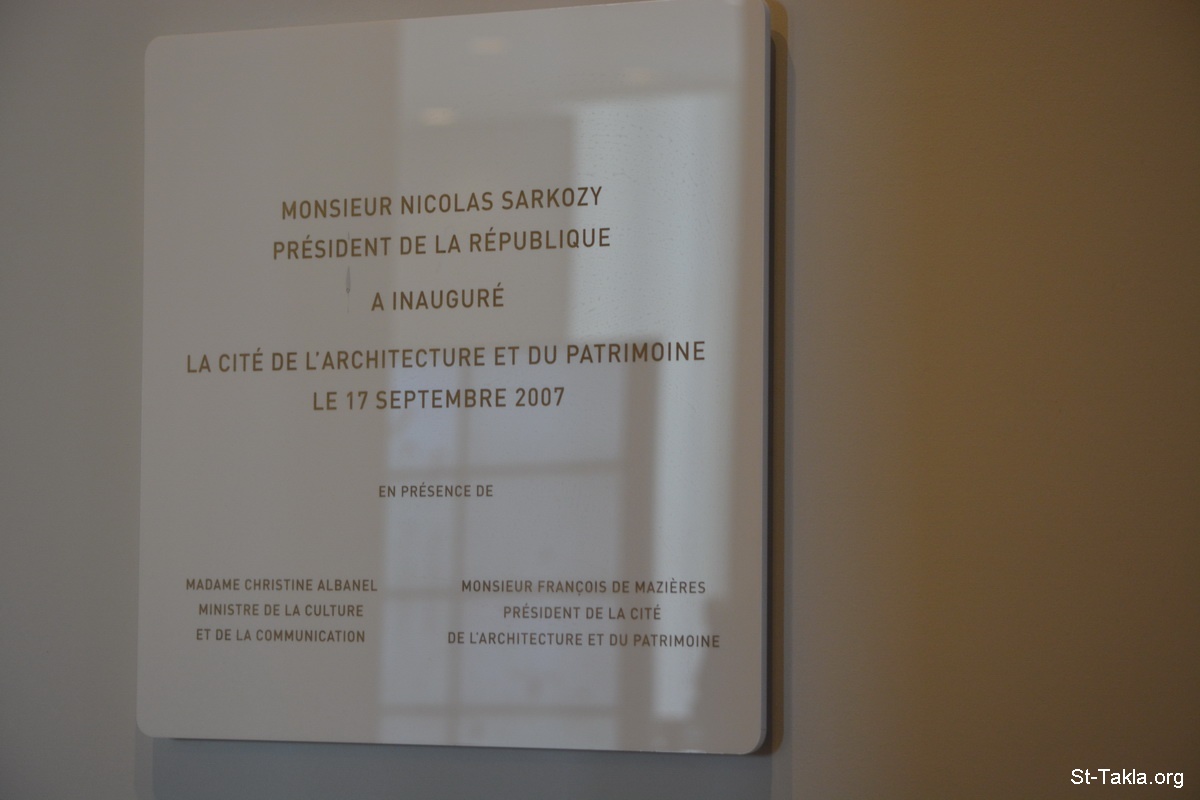 MONSIEUR NICOLAS SARKOZY
PRÉSIDENT DE LA RÉPUBLIQUE
A INAUGURÉ
LA CITÉ DE L'ARCHITECTURE ET DU PATRIMOINE
LE 17 SEPTEMBRE 2007
EN PRÉSENCE DE
MADAME CHRISTINE ALBANEL
MINISTRE DE LA CULTURE
ET DE LA COMMUNICATION
MONSIEUR FRANÇOIS DE MAZIÈRES
PRÉSIDENT DE LA CITÉ
DE L'ARCHITECTURE ET DU PATRIMOINE
St-Takla.org